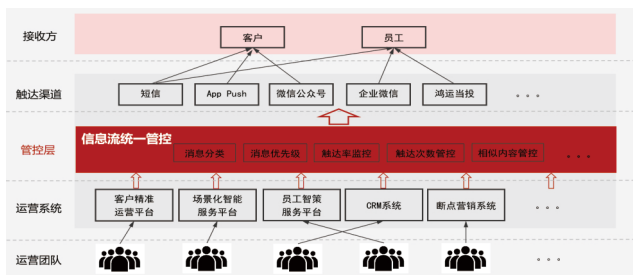 接收方
客户
员工
触达渠道
短信
App Push
微信公众号
企业微信
鸿运当投
信息流统一管控
管控层
消息分类
消息优先级
触达率监控
触达次数管控
相似内容管控
运营系统
客户精准
运营平台
场景化智能
服务平台
员工智策
服务平台
CRM系统
断点营销系统
运营团队